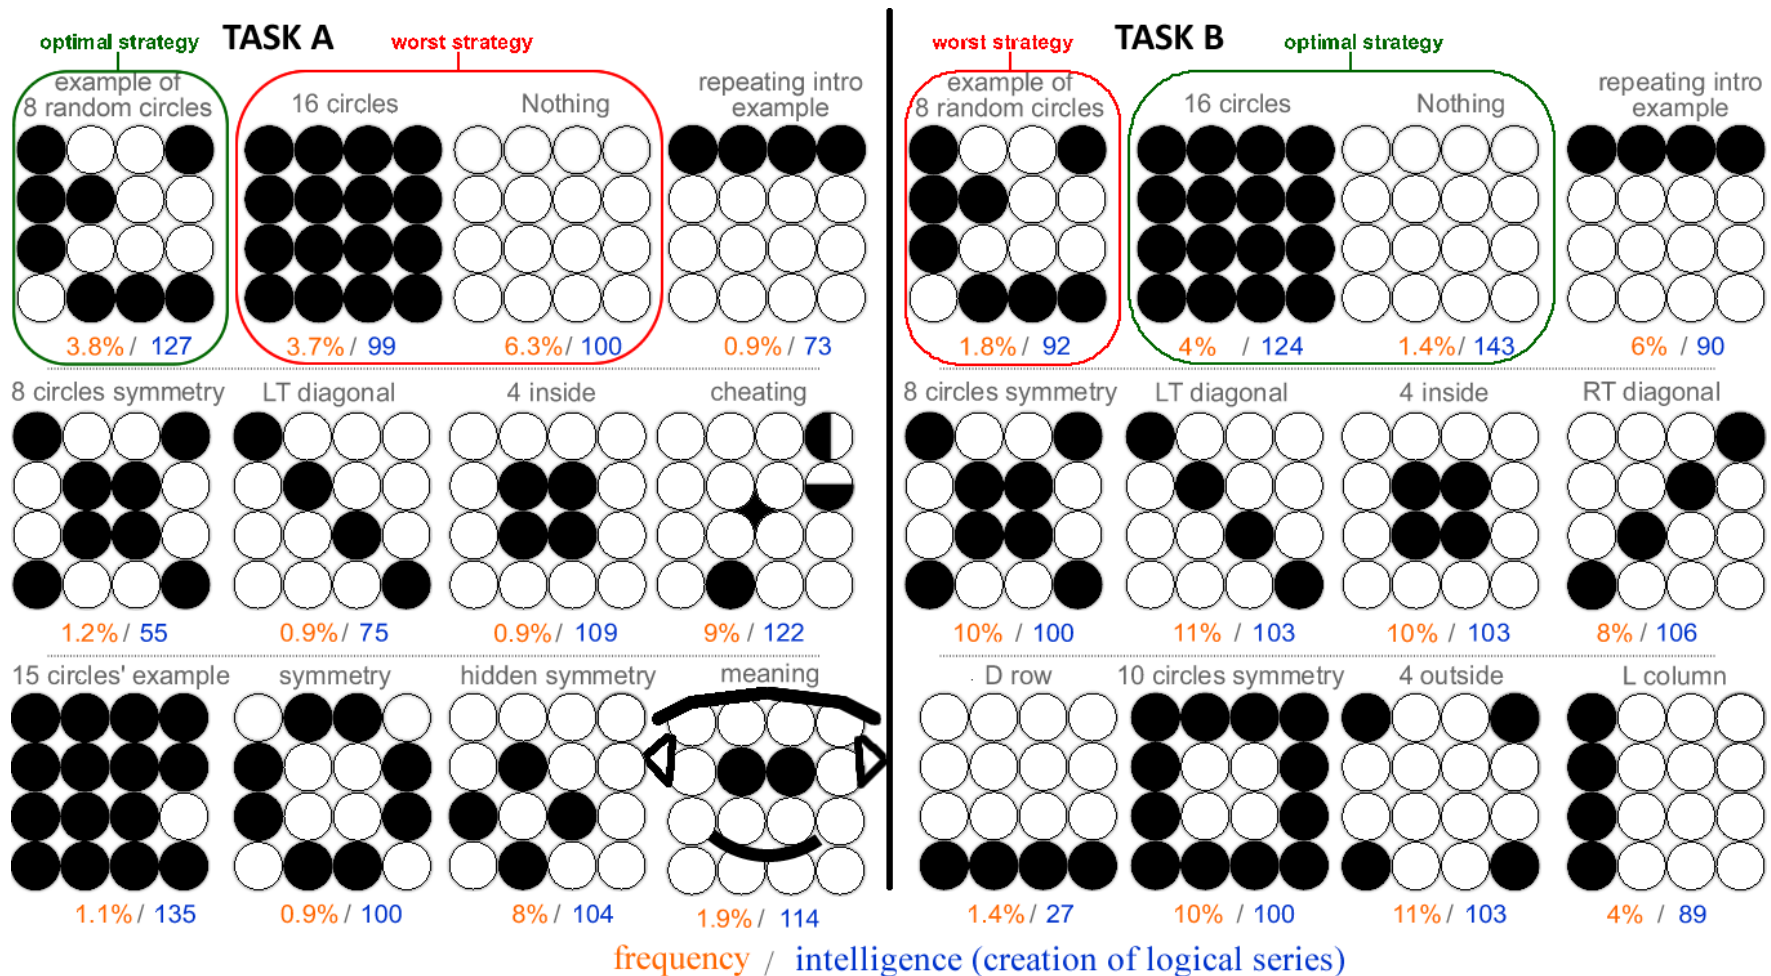 TASK A
optimal strategy
worst strategy
example of
8 random circles
16 circles
Nothing
repeating intro
example
3.8% / 127
3.7% / 99
6.3% / 100
0.9% / 73
8 circles symmetry
LT diagonal
4 inside
cheating
1.2% / 55
0.9% / 75
0.9% / 109
9% / 122
15 circles' example
symmetry
hidden symmetry
meaning
1.1% / 135
0.9% / 100
8% / 104
1.9% / 114
TASK B
worst strategy
optimal strategy
example of
8 random circles
16 circles
Nothing
repeating intro
example
1.8% / 92
4% / 124
1.4% / 143
6% / 90
8 circles symmetry
LT diagonal
4 inside
RT diagonal
10% / 100
11% / 103
10% / 103
8% / 106
D row
10 circles symmetry
4 outside
L column
1.4% / 27
10% / 100
11% / 103
4% / 89
frequency / intelligence (creation of logical series)